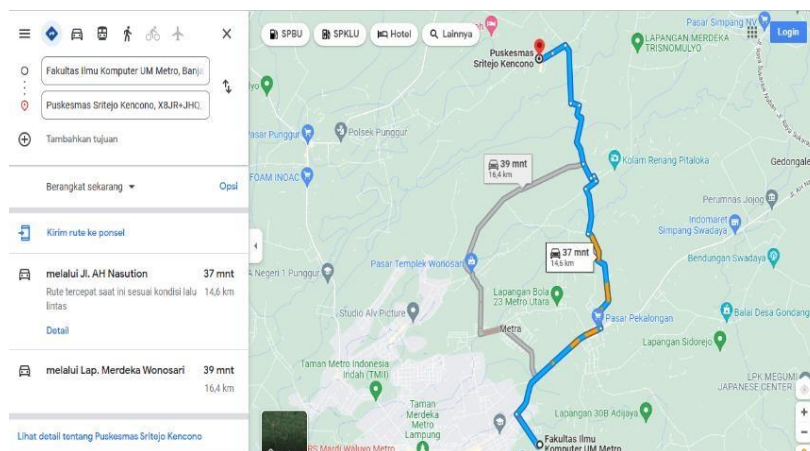 SPBU
SPKLU
Hotel
Lainnya
Login
Fakultas Ilmu Komputer UM Metro, Banja
Puskesmas Sritejo Kencono, X8JR+JHQ,
Tambahkan tujuan
Berangkat sekarang
Opsi
Kirim rute ke ponsel
melalui Jl. AH Nasution 37 mnt
Rute tercepat saat ini sesuai kondisi lalu 14,6 km
lintas
Detail
melalui Lap. Merdeka Wonosari 39 mnt
16,4 km
Lihat detail tentang Puskesmas Sritejo Kencono
Pasar Simpang NV
LAPANGAN MERDEKA
TRISNOMULYO
Puskesmas
Sritejo Kencono
Pasar Punggur
Polsek Punggur
FOAM INOAC
39 mnt
16,4 km
Kolam Renang Pitaloka
Gedongdale
Perumnas Jojog
Indomaret
Simpang Swadaya
37 mnt
14,6 km
Bendungan Swadaya
Pasar Templek Wonosari
A Negeri 1 Punggur
Lapangan Bola
23 Metro Utara
Studio Alv Picture
Metra
Pasar Pekalongan
Balai Desa Gondang
Lapangan Sidorejo
Taman Metro Indonesia
Indah (TMII)
LPK MEGUMI
JAPANESE CENTER
Taman
Merdeka
Metro
Lampung
Lapangan 30B Adijaya
RS Mardi Waluyo Metro
Fakultas Ilmu
Komputer UM Metro